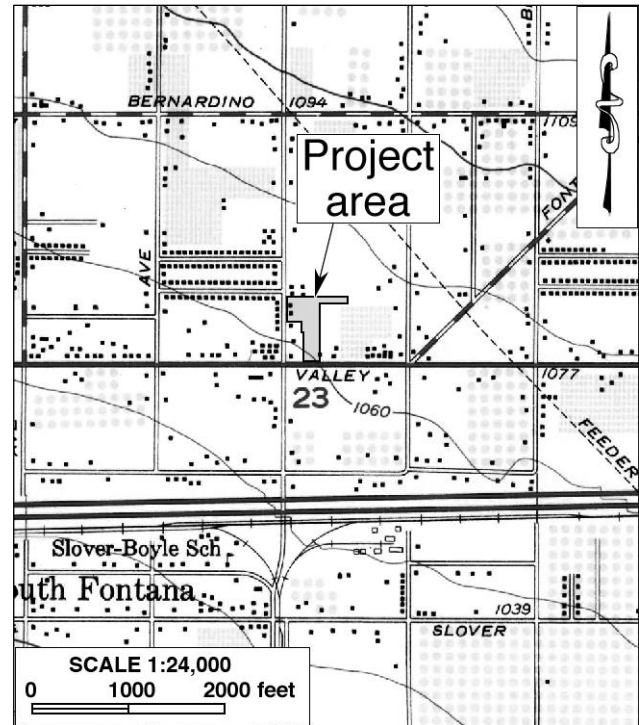 BERNARDINO
1094
Project
area
AVE
VALLEY
23
1060
1077
FEEDER
Slover-Boyle Sch
outh Fontana
1039
SLOVER
SCALE 1:24,000
0 1000 2000 feet